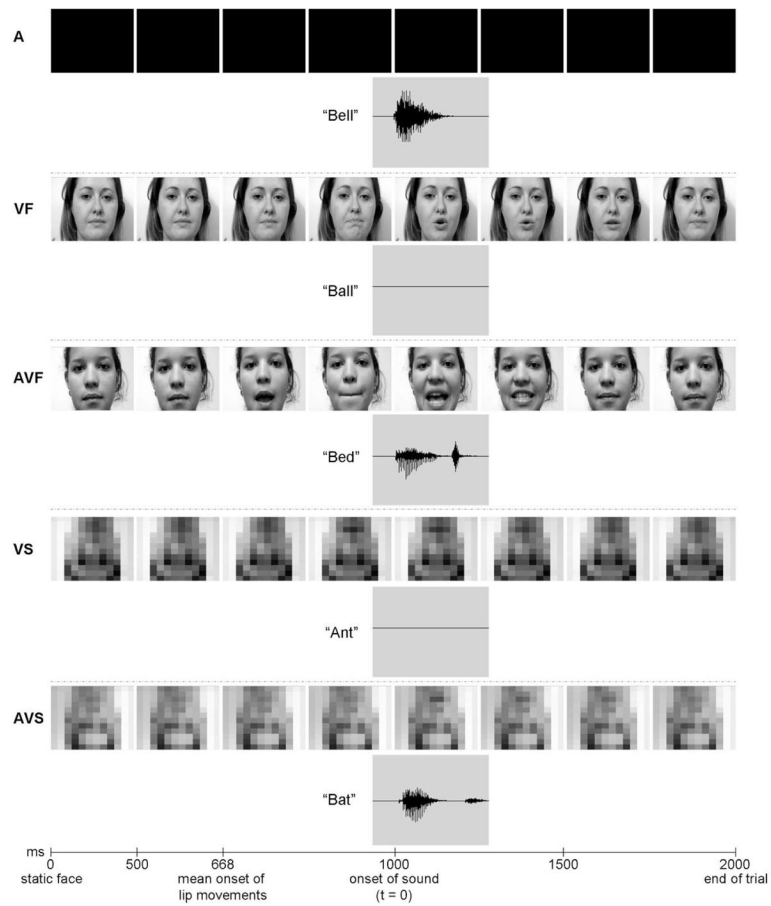 A
“Bell”
VF
“Ball”
AVF
“Bed”
VS
“Ant”
AVS
“Bat”
ms
0 500 668 1000 1500 2000
static face mean onset of onset of sound end of trial
lip movements (t = 0)